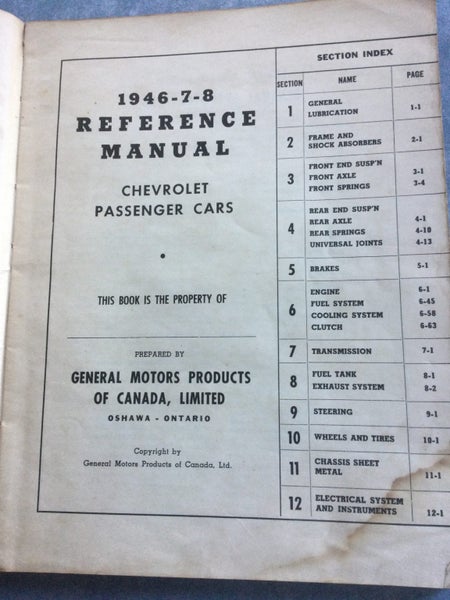 1946-7-8
REFERENCE
MANUAL
CHEVROLET
PASSENGER CARS
•
THIS BOOK IS THE PROPERTY OF
PREPARED BY
GENERAL MOTORS PRODUCTS
OF CANADA, LIMITED
OSHAWA - ONTARIO
Copyright by
General Motors Products of Canada, Ltd.
SECTION INDEX
SECTION NAME PAGE
1 GENERAL
LUBRICATION 1-1
2 FRAME AND
SHOCK ABSORBERS 2-1
3 FRONT END SUSP'N
FRONT AXLE 3-1
FRONT SPRINGS 3-4
4 REAR END SUSP'N
REAR AXLE 4-1
REAR SPRINGS 4-10
UNIVERSAL JOINTS 4-13
5 BRAKES 5-1
6 ENGINE 6-1
FUEL SYSTEM 6-45
COOLING SYSTEM 6-58
CLUTCH 6-63
7 TRANSMISSION 7-1
8 FUEL TANK 8-1
EXHAUST SYSTEM 8-2
9 STEERING 9-1
10 WHEELS AND TIRES 10-1
11 CHASSIS SHEET
METAL 11-1
12 ELECTRICAL SYSTEM
AND INSTRUMENTS 12-1